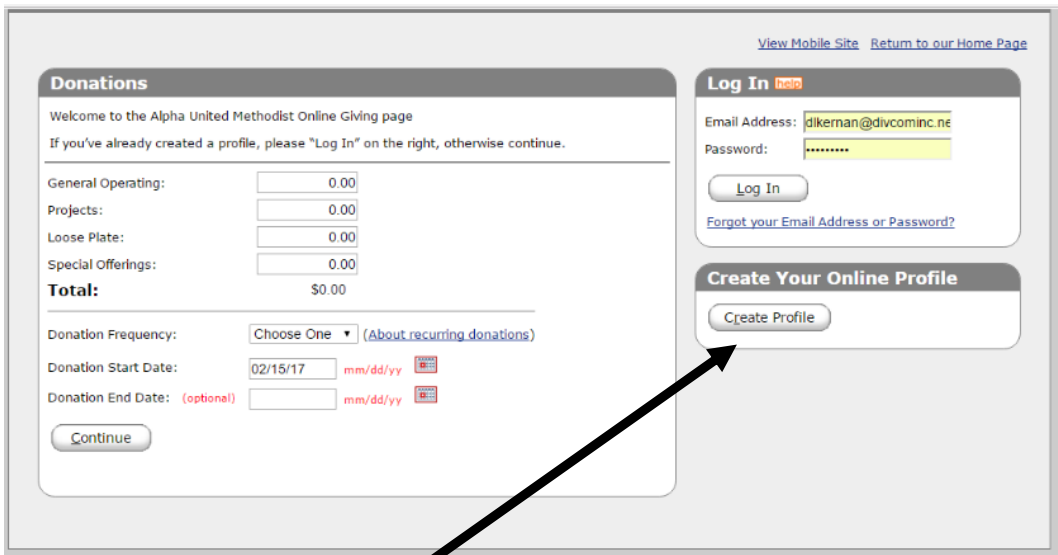 View Mobile Site Return to our Home Page
Donations
Welcome to the Alpha United Methodist Online Giving page
If you've already created a profile, please "Log In" on the right, otherwise continue.
General Operating: 0.00
Projects: 0.00
Loose Plate: 0.00
Special Offerings: 0.00
Total: $0.00
Donation Frequency: Choose One (About recurring donations)
Donation Start Date: 02/15/17 mm/dd/yy
Donation End Date: (optional) mm/dd/yy
Continue
Log In help
Email Address: dlkernan@divcominc.ne
Password: •••••••••
Log In
Forgot your Email Address or Password?
Create Your Online Profile
Create Profile